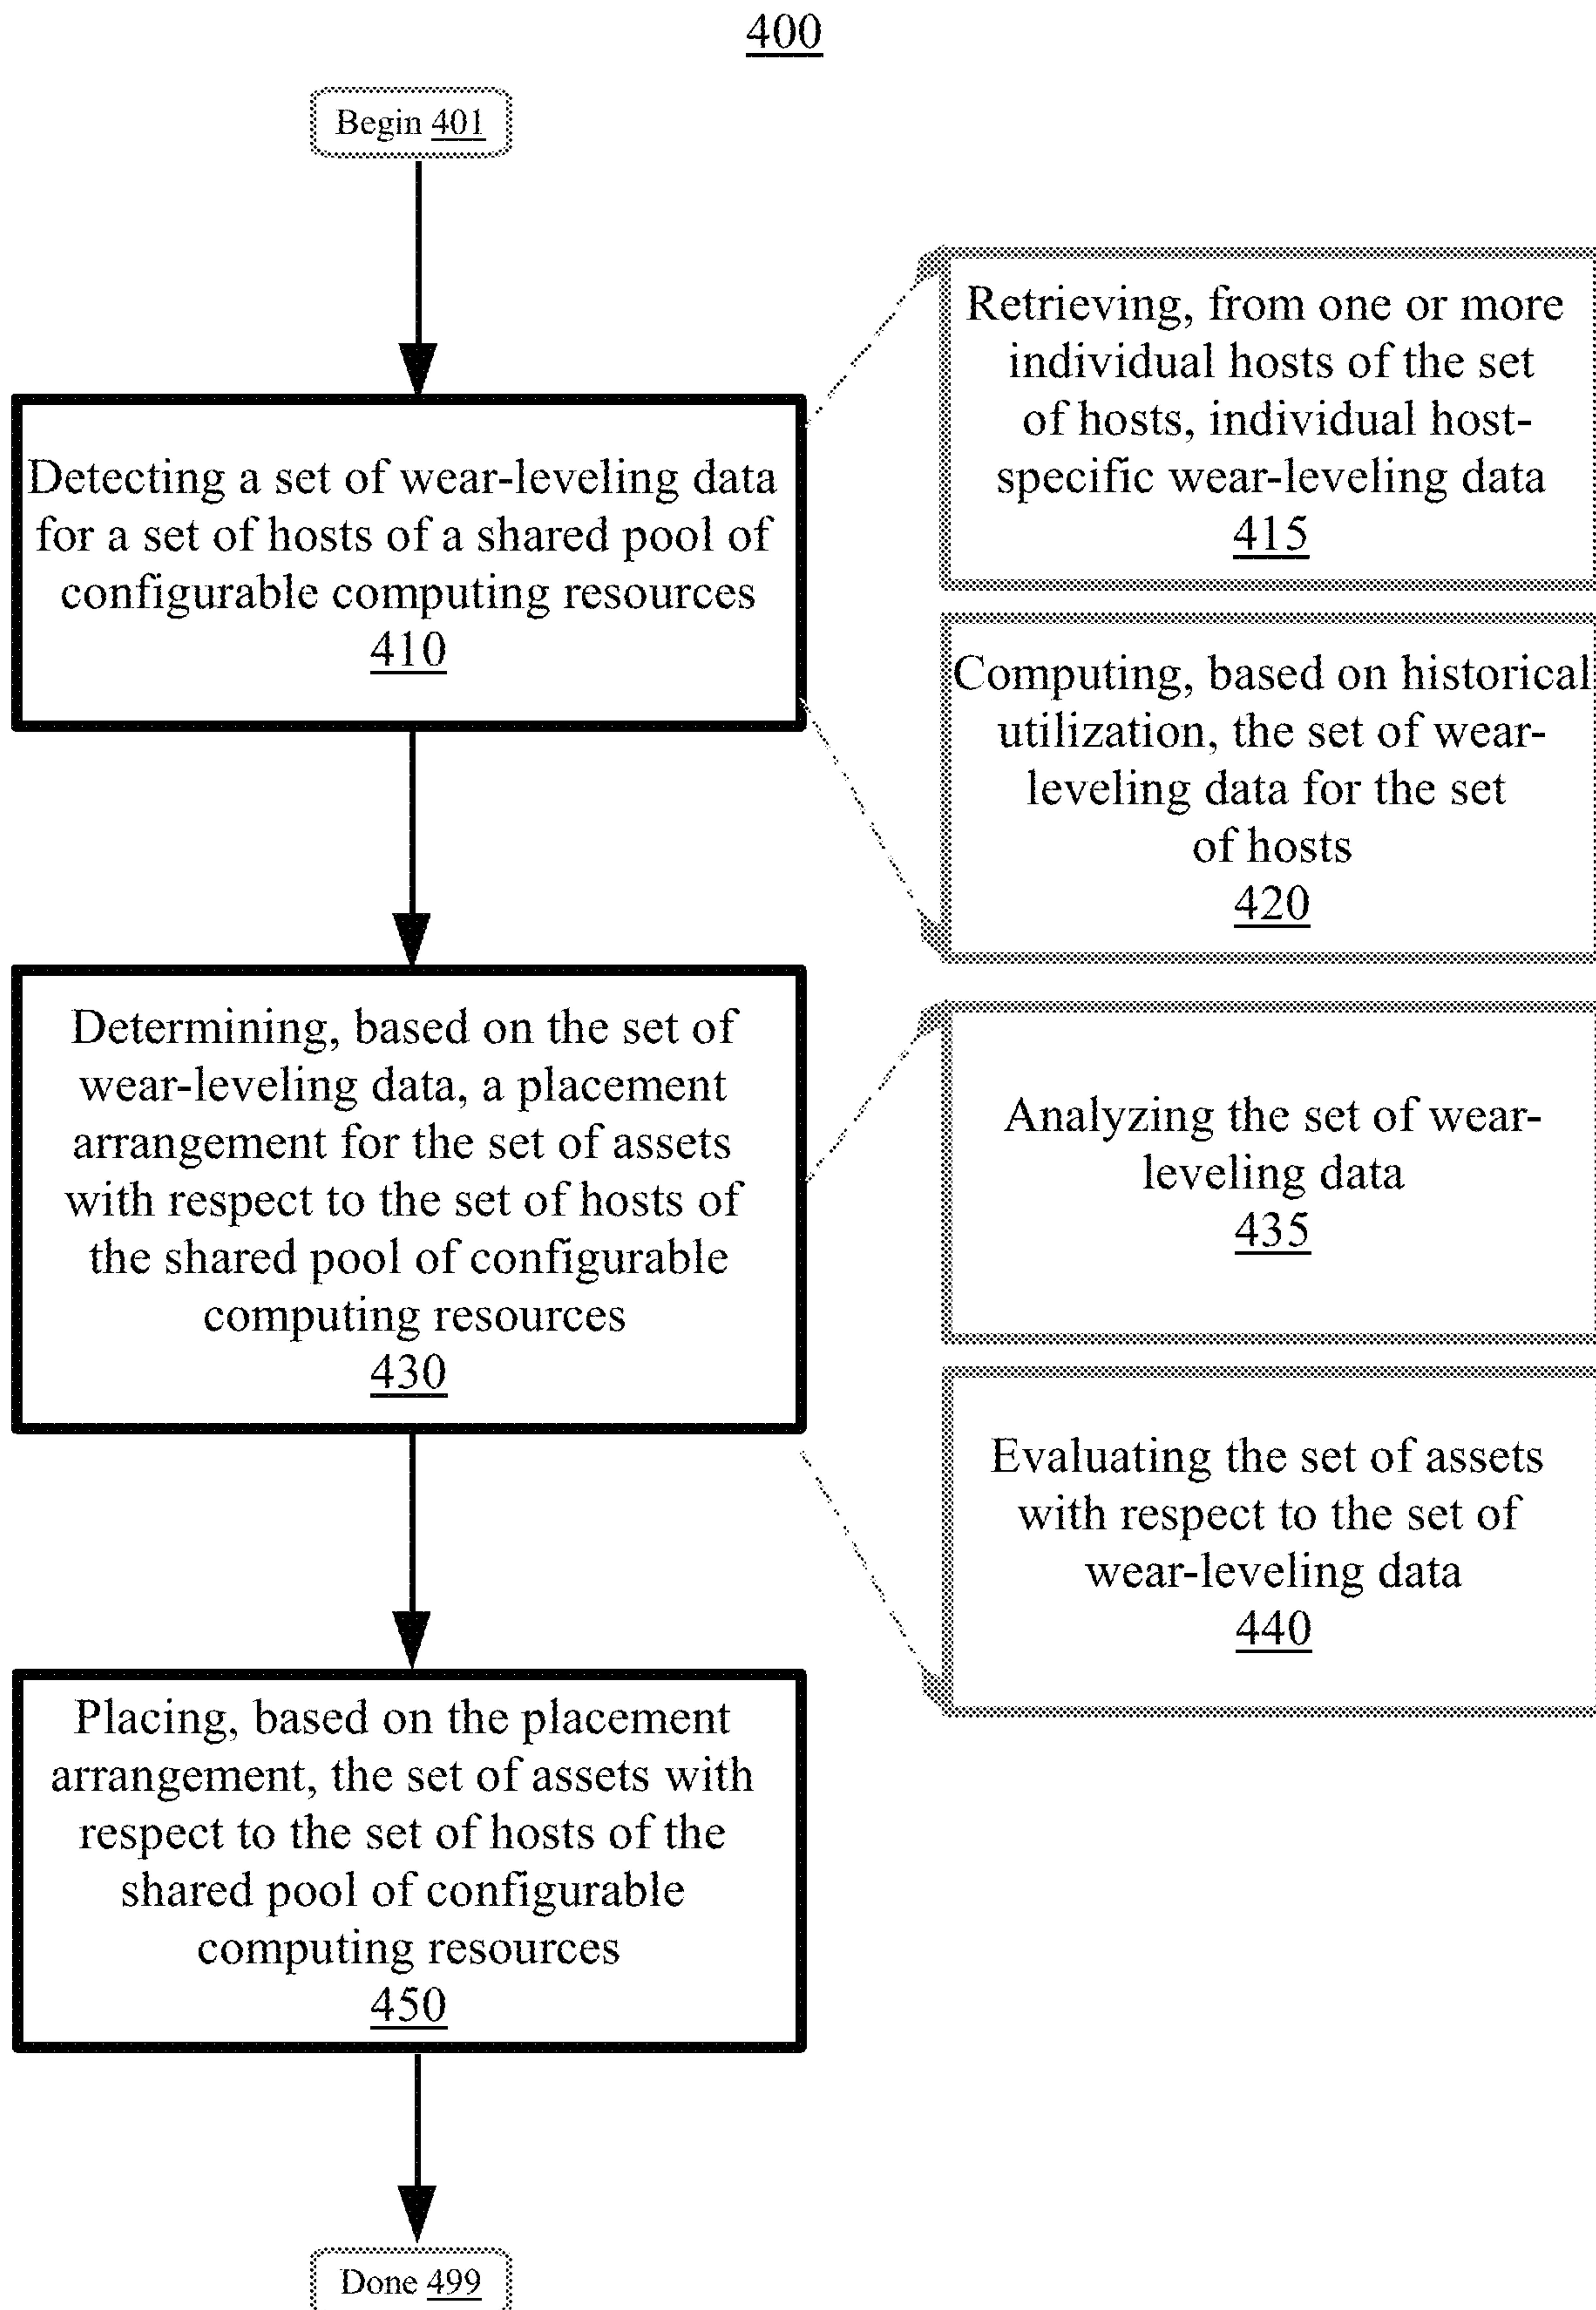 400
Begin 401
Detecting a set of wear-leveling data
for a set of hosts of a shared pool of
configurable computing resources
410
Retrieving, from one or more
individual hosts of the set
of hosts, individual host-
specific wear-leveling data
415
Computing, based on historical
utilization, the set of wear-
leveling data for the set
of hosts
420
Determining, based on the set of
wear-leveling data, a placement
arrangement for the set of assets
with respect to the set of hosts of
the shared pool of configurable
computing resources
430
Analyzing the set of wear-
leveling data
435
Evaluating the set of assets
with respect to the set of
wear-leveling data
440
Placing, based on the placement
arrangement, the set of assets with
respect to the set of hosts of the
shared pool of configurable
computing resources
450
Done 499